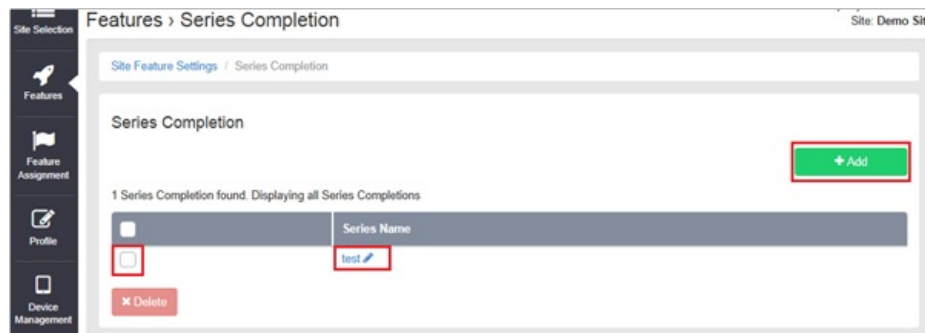 Site Selection
Features › Series Completion
Site: Demo Sit
Site Feature Settings / Series Completion
Features
Series Completion
+ Add
Feature
Assignment
1 Series Completion found. Displaying all Series Completions
Series Name
Profile
test
Delete
Device
Management